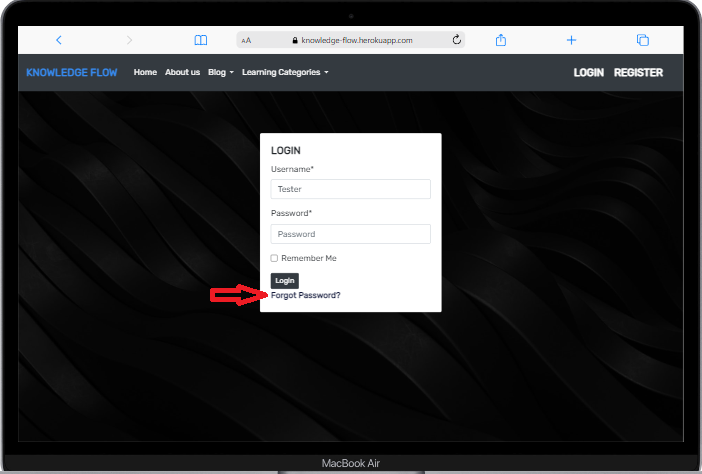 AA knowledge-flow.herokuapp.com
KNOWLEDGE FLOW Home About us Blog Learning Categories LOGIN REGISTER
LOGIN
Username*
Tester
Password*
Password
Remember Me
Login
Forgot Password?
MacBook Air